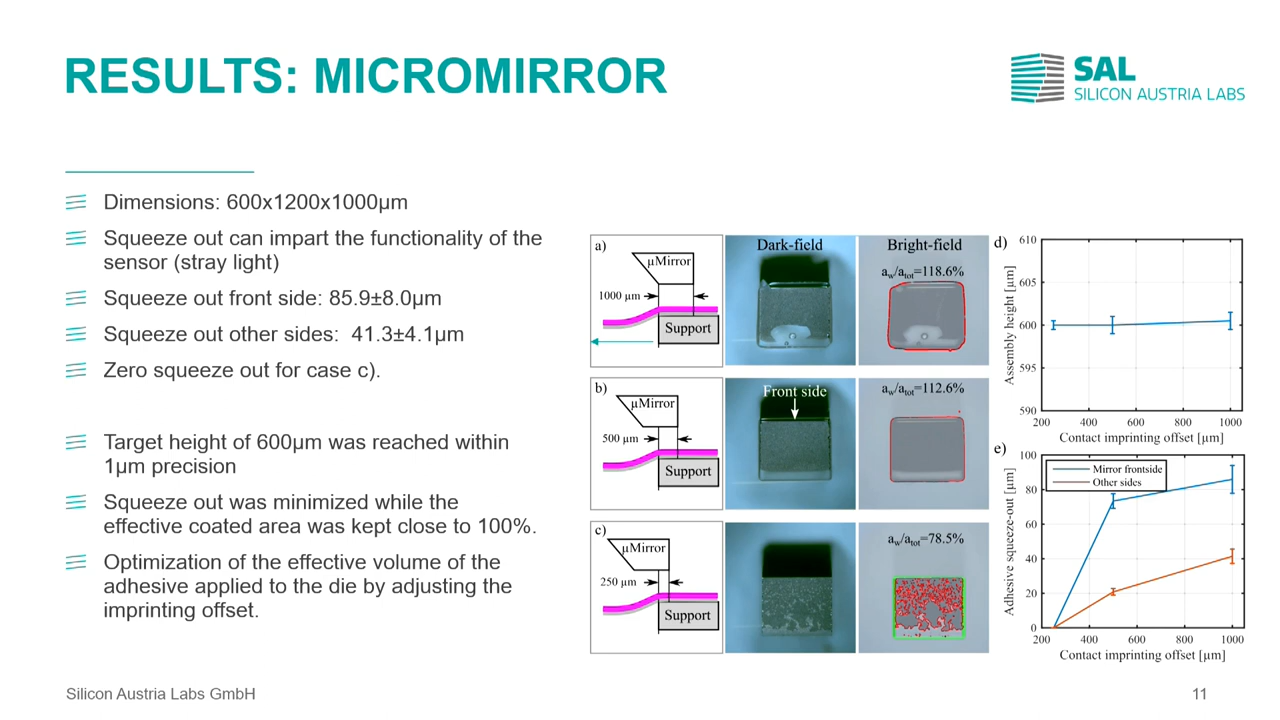 RESULTS: MICROMIRROR
SAL
SILICON AUSTRIA LABS
Dimensions: 600x1200x1000µm
Squeeze out can impart the functionality of the
sensor (stray light)
Squeeze out front side: 85.9±8.0µm
Squeeze out other sides:  41.3±4.1µm
Zero squeeze out for case c).
Target height of 600µm was reached within
1µm precision
Squeeze out was minimized while the
effective coated area was kept close to 100%.
Optimization of the effective volume of the
adhesive applied to the die by adjusting the
imprinting offset.
a)
µMirror
1000 µm
Support
Dark-field
Bright-field
aw/atot=118.6%
b)
µMirror
500 µm
Support
Front side
aw/atot=112.6%
c)
µMirror
250 µm
Support
aw/atot=78.5%
d)
Assembly height [µm]
610
605
600
595
590
200 400 600 800 1000
Contact imprinting offset [µm]
e)
Adhesive squeeze-out [µm]
100
80
60
40
20
0
Mirror frontside
Other sides
200 400 600 800 1000
Contact imprinting offset [µm]
Silicon Austria Labs GmbH
11